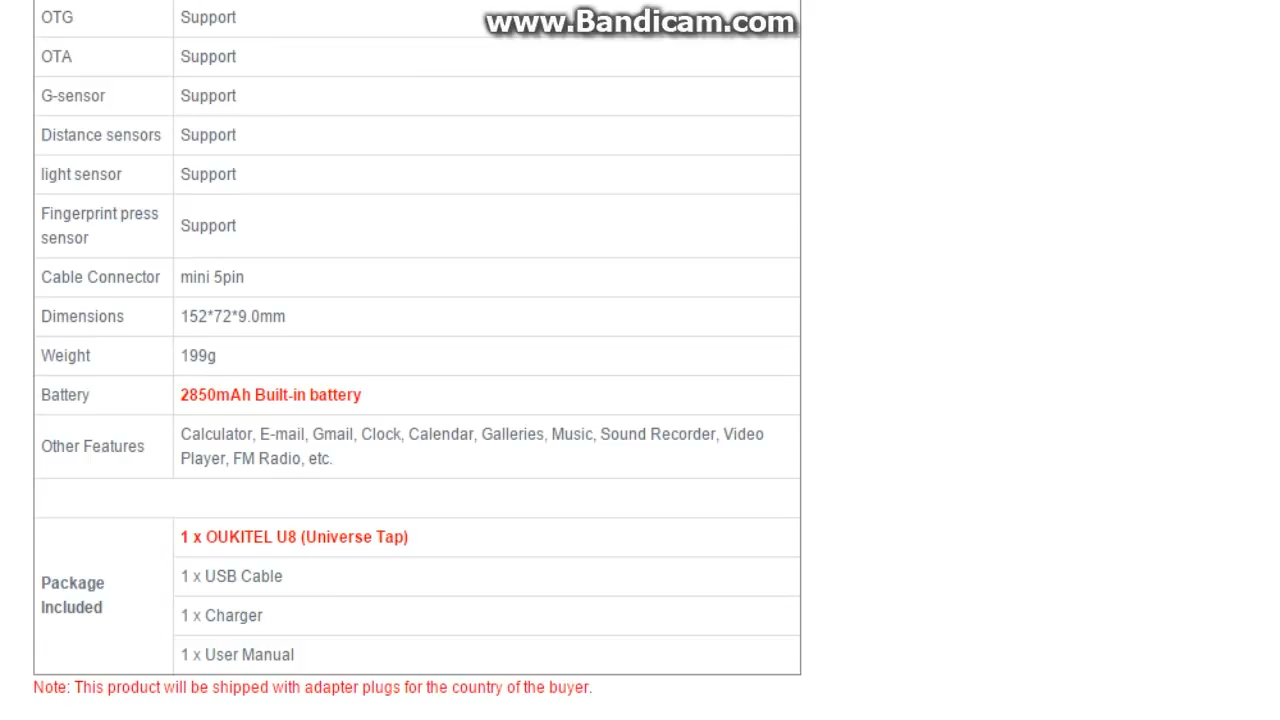 www.Bandicam.com
OTG Support
OTA Support
G-sensor Support
Distance sensors Support
light sensor Support
Fingerprint press
sensor
Support
Cable Connector mini 5pin
Dimensions 152*72*9.0mm
Weight 199g
Battery 2850mAh Built-in battery
Other Features
Calculator, E-mail, Gmail, Clock, Calendar, Galleries, Music, Sound Recorder, Video
Player, FM Radio, etc.
Package
Included
1 x OUKITEL U8 (Universe Tap)
1 x USB Cable
1 x Charger
1 x User Manual
Note: This product will be shipped with adapter plugs for the country of the buyer.